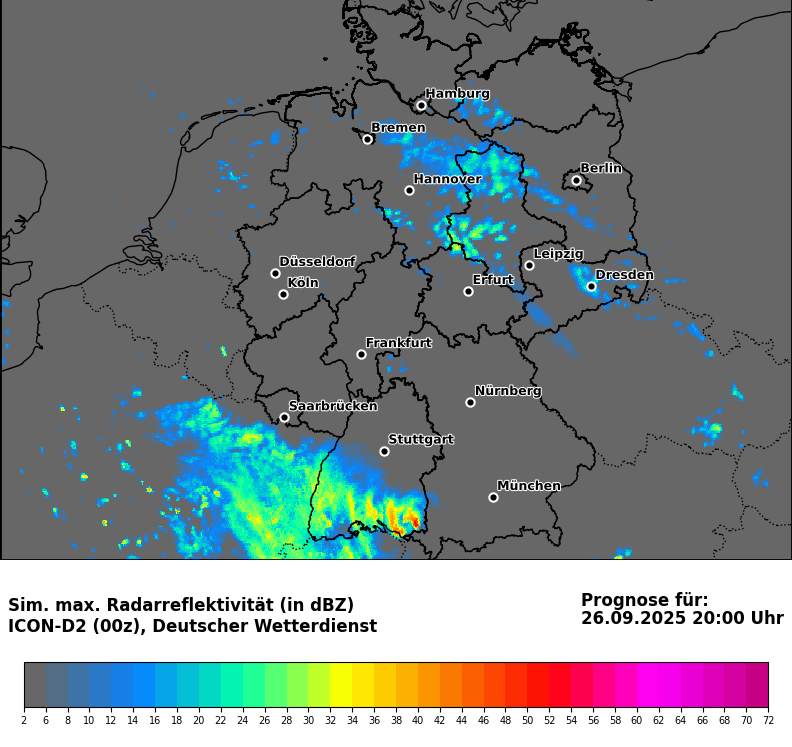 Hamburg
Bremen
Berlin
Hannover
Leipzig
Düsseldorf
Dresden
Köln
Erfurt
Frankfurt
Nürnberg
Saarbrücken
Stuttgart
München
Sim. max. Radarreflektivität (in dBZ)
ICON-D2 (00z), Deutscher Wetterdienst
Prognose für:
26.09.2025 20:00 Uhr
2 6 8 10 12 14 16 18 20 22 24 26 28 30 32 34 36 38 40 42 44 46 48 50 52 54 56 58 60 62 64 66 68 70 72